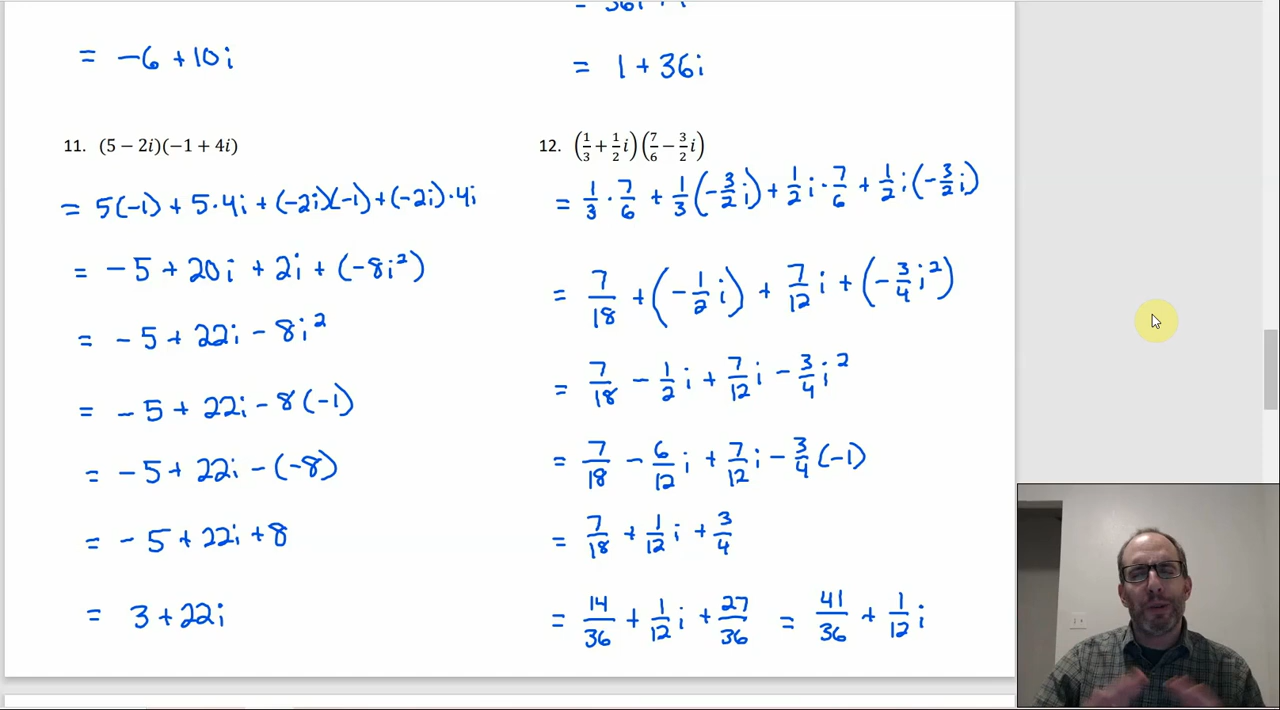 = -6 + 10i
= 1 + 36i
11. (5 − 2i)(−1 + 4i)
= 5(-1) + 5·4i + (-2i)(-1) + (-2i)·4i
= -5 + 20i + 2i + (-8i²)
= -5 + 22i - 8i²
= -5 + 22i - 8(-1)
= -5 + 22i - (-8)
= -5 + 22i + 8
= 3 + 22i
12. (1/3 + 1/2 i)(7/6 − 3/2 i)
= 1/3 · 7/6 + 1/3(-3/2 i) + 1/2 i · 7/6 + 1/2 i(-3/2 i)
= 7/18 + (-1/2 i) + 7/12 i + (-3/4 i²)
= 7/18 - 1/2 i + 7/12 i - 3/4 i²
= 7/18 - 6/12 i + 7/12 i - 3/4 (-1)
= 7/18 + 1/12 i + 3/4
= 14/36 + 1/12 i + 27/36 = 41/36 + 1/12 i